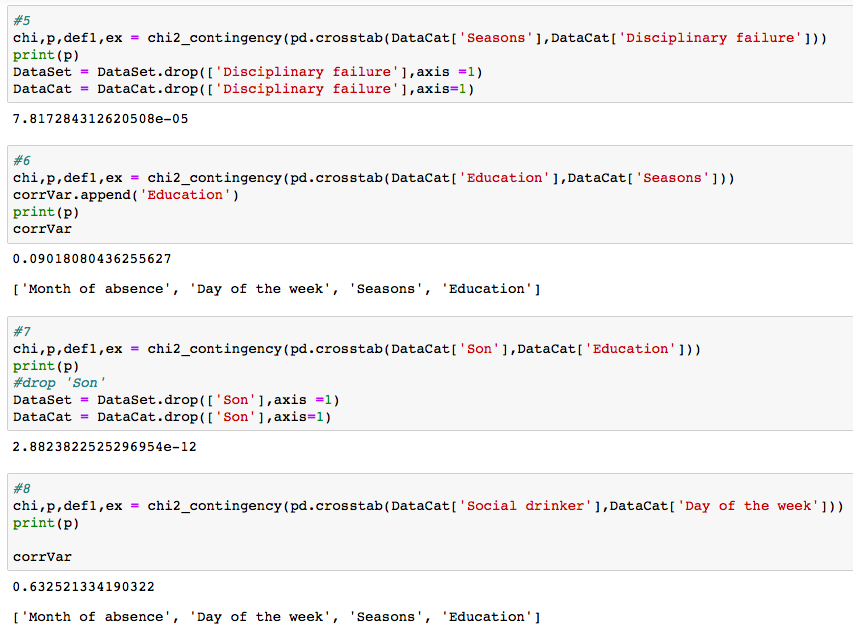 #5
chi,p,def1,ex = chi2_contingency(pd.crosstab(DataCat['Seasons'],DataCat['Disciplinary failure']))
print(p)
DataSet = DataSet.drop(['Disciplinary failure'],axis =1)
DataCat = DataCat.drop(['Disciplinary failure'],axis=1)
7.817284312620508e-05
#6
chi,p,def1,ex = chi2_contingency(pd.crosstab(DataCat['Education'],DataCat['Seasons']))
corrVar.append('Education')
print(p)
corrVar
0.09018080436255627
['Month of absence', 'Day of the week', 'Seasons', 'Education']
#7
chi,p,def1,ex = chi2_contingency(pd.crosstab(DataCat['Son'],DataCat['Education']))
print(p)
#drop 'Son'
DataSet = DataSet.drop(['Son'],axis =1)
DataCat = DataCat.drop(['Son'],axis=1)
2.8823822525296954e-12
#8
chi,p,def1,ex = chi2_contingency(pd.crosstab(DataCat['Social drinker'],DataCat['Day of the week']))
print(p)
corrVar
0.632521334190322
['Month of absence', 'Day of the week', 'Seasons', 'Education']